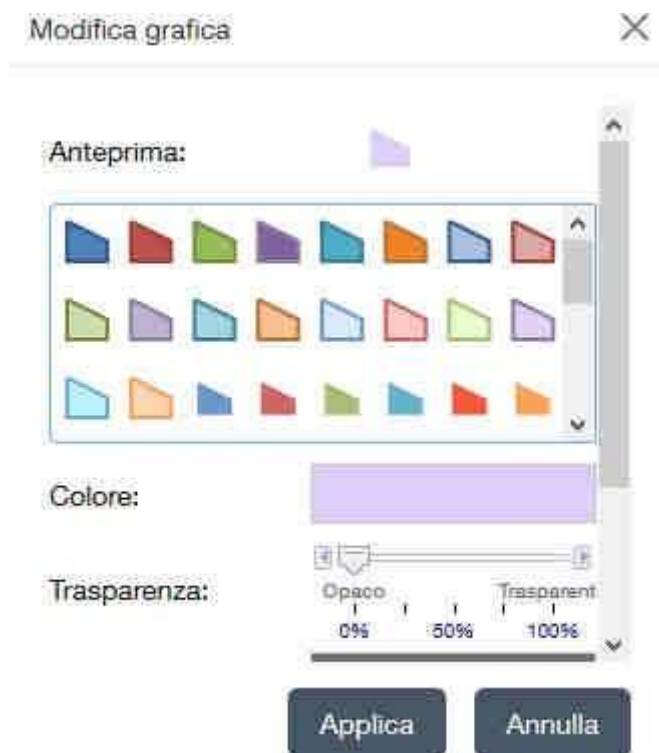 Modifica grafica
Anteprima:
Colore:
Trasparenza:
Opaco Trasparent
0% 50% 100%
Applica Annulla